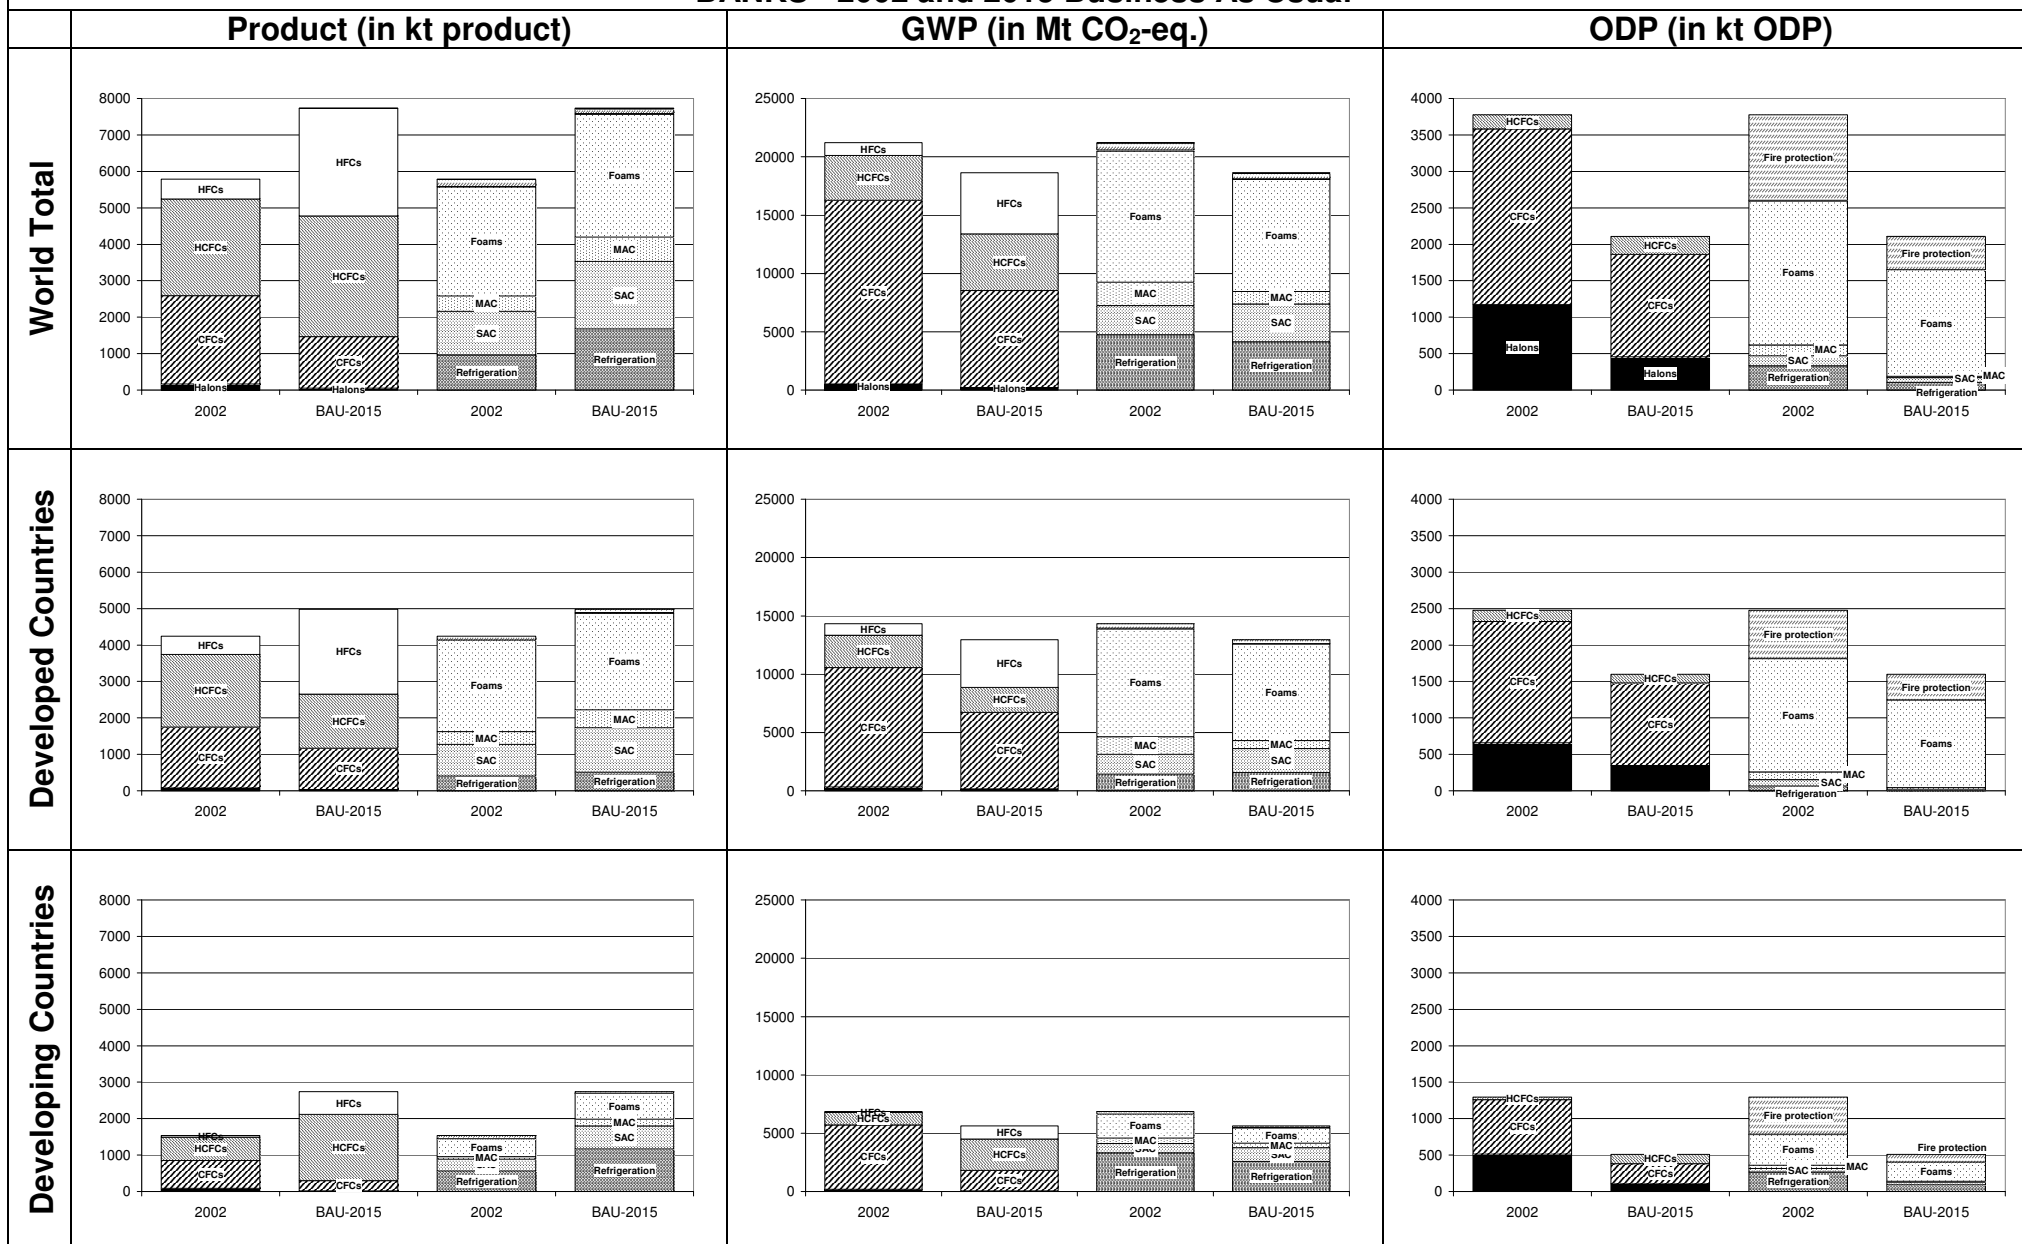 BANKS - 2002 and 2015 Business As Usual
Product (in kt product)
GWP (in Mt CO₂-eq.)
ODP (in kt ODP)
World Total
8000
7000
6000
5000
4000
3000
2000
1000
0
HFCs
HCFCs
CFCs
Halons
HFCs
HCFCs
CFCs
Halons
Foams
MAC
SAC
Refrigeration
Foams
MAC
SAC
Refrigeration
2002 BAU-2015 2002 BAU-2015
25000
20000
15000
10000
5000
0
HFCs
HCFCs
CFCs
HFCs
HCFCs
CFCs
Halons
Foams
MAC
SAC
Refrigeration
Foams
MAC
SAC
Refrigeration
2002 BAU-2015 2002 BAU-2015
4000
3500
3000
2500
2000
1500
1000
500
0
HCFCs
CFCs
Halons
HCFCs
CFCs
Halons
Fire protection
Foams
MAC
SAC
Refrigeration
Fire protection
Foams
MAC
SAC
Refrigeration
2002 BAU-2015 2002 BAU-2015
Developed Countries
8000
7000
6000
5000
4000
3000
2000
1000
0
HFCs
HCFCs
CFCs
HFCs
HCFCs
CFCs
Foams
MAC
SAC
Refrigeration
Foams
MAC
SAC
Refrigeration
2002 BAU-2015 2002 BAU-2015
25000
20000
15000
10000
5000
0
HFCs
HCFCs
CFCs
HFCs
HCFCs
CFCs
Foams
MAC
SAC
Refrigeration
Foams
MAC
SAC
Refrigeration
2002 BAU-2015 2002 BAU-2015
4000
3500
3000
2500
2000
1500
1000
500
0
HCFCs
CFCs
HCFCs
CFCs
Fire protection
Foams
MAC
SAC
Refrigeration
Fire protection
Foams
2002 BAU-2015 2002 BAU-2015
Developing Countries
8000
7000
6000
5000
4000
3000
2000
1000
0
HFCs
HCFCs
CFCs
HFCs
HCFCs
CFCs
Foams
MAC
Refrigeration
Foams
MAC
SAC
Refrigeration
2002 BAU-2015 2002 BAU-2015
25000
20000
15000
10000
5000
0
HFCs
HCFCs
CFCs
HFCs
HCFCs
CFCs
Foams
MAC
SAC
Refrigeration
Foams
MAC
SAC
Refrigeration
2002 BAU-2015 2002 BAU-2015
4000
3500
3000
2500
2000
1500
1000
500
0
HCFCs
CFCs
HCFCs
CFCs
Fire protection
Foams
SAC
MAC
Refrigeration
Fire protection
Foams
2002 BAU-2015 2002 BAU-2015